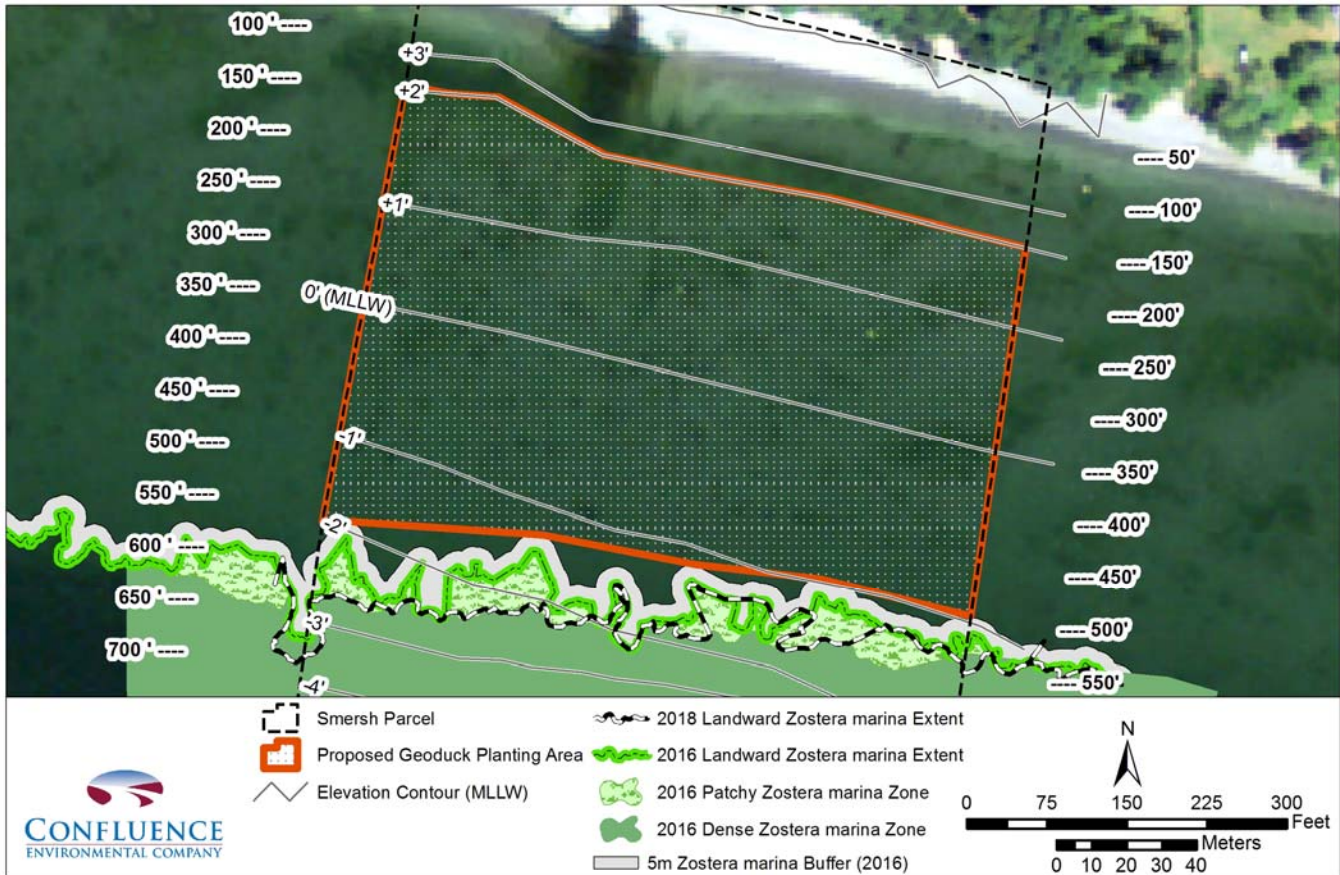 100' ----
150' ----
200' ----
250' ----
300' ----
350' ----
400' ----
450' ----
500' ----
550' ----
600' ----
650' ----
700' ----
+3'
+2'
+1'
0' (MLLW)
-1'
-2'
-3'
-4'
---- 50'
---- 100'
---- 150'
---- 200'
---- 250'
---- 300'
---- 350'
---- 400'
---- 450'
---- 500'
---- 550'
CONFLUENCE
ENVIRONMENTAL COMPANY
Smersh Parcel
Proposed Geoduck Planting Area
Elevation Contour (MLLW)
2018 Landward Zostera marina Extent
2016 Landward Zostera marina Extent
2016 Patchy Zostera marina Zone
2016 Dense Zostera marina Zone
5m Zostera marina Buffer (2016)
N
0 75 150 225 300
Feet
Meters
0 10 20 30 40